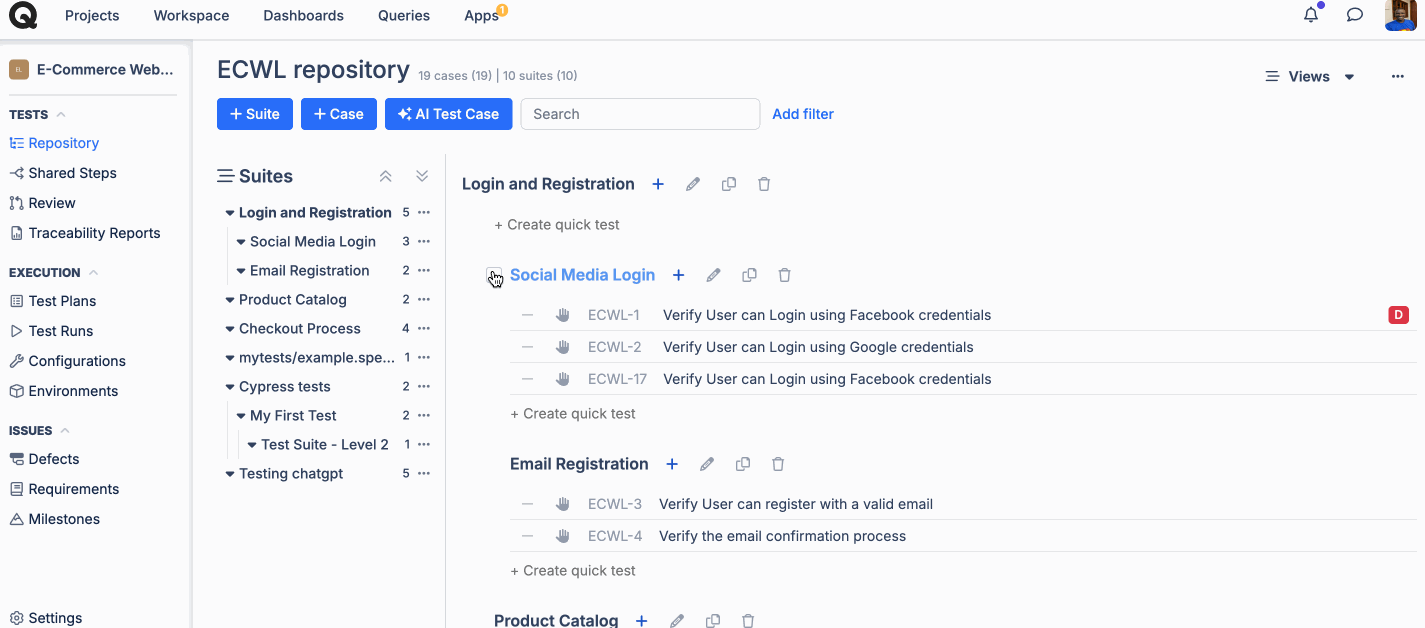 Projects Workspace Dashboards Queries Apps 1
E-Commerce Web...
TESTS
Repository
Shared Steps
Review
Traceability Reports
EXECUTION
Test Plans
Test Runs
Configurations
Environments
ISSUES
Defects
Requirements
Milestones
Settings
ECWL repository 19 cases (19) | 10 suites (10)
Views
+ Suite + Case AI Test Case Search Add filter
Suites
Login and Registration 5
Social Media Login 3
Email Registration 2
Product Catalog 2
Checkout Process 4
mytests/example.spe... 1
Cypress tests 2
My First Test 2
Test Suite - Level 2 1
Testing chatgpt 5
Login and Registration
+ Create quick test
Social Media Login
ECWL-1 Verify User can Login using Facebook credentials D
ECWL-2 Verify User can Login using Google credentials
ECWL-17 Verify User can Login using Facebook credentials
+ Create quick test
Email Registration
ECWL-3 Verify User can register with a valid email
ECWL-4 Verify the email confirmation process
+ Create quick test
Product Catalog